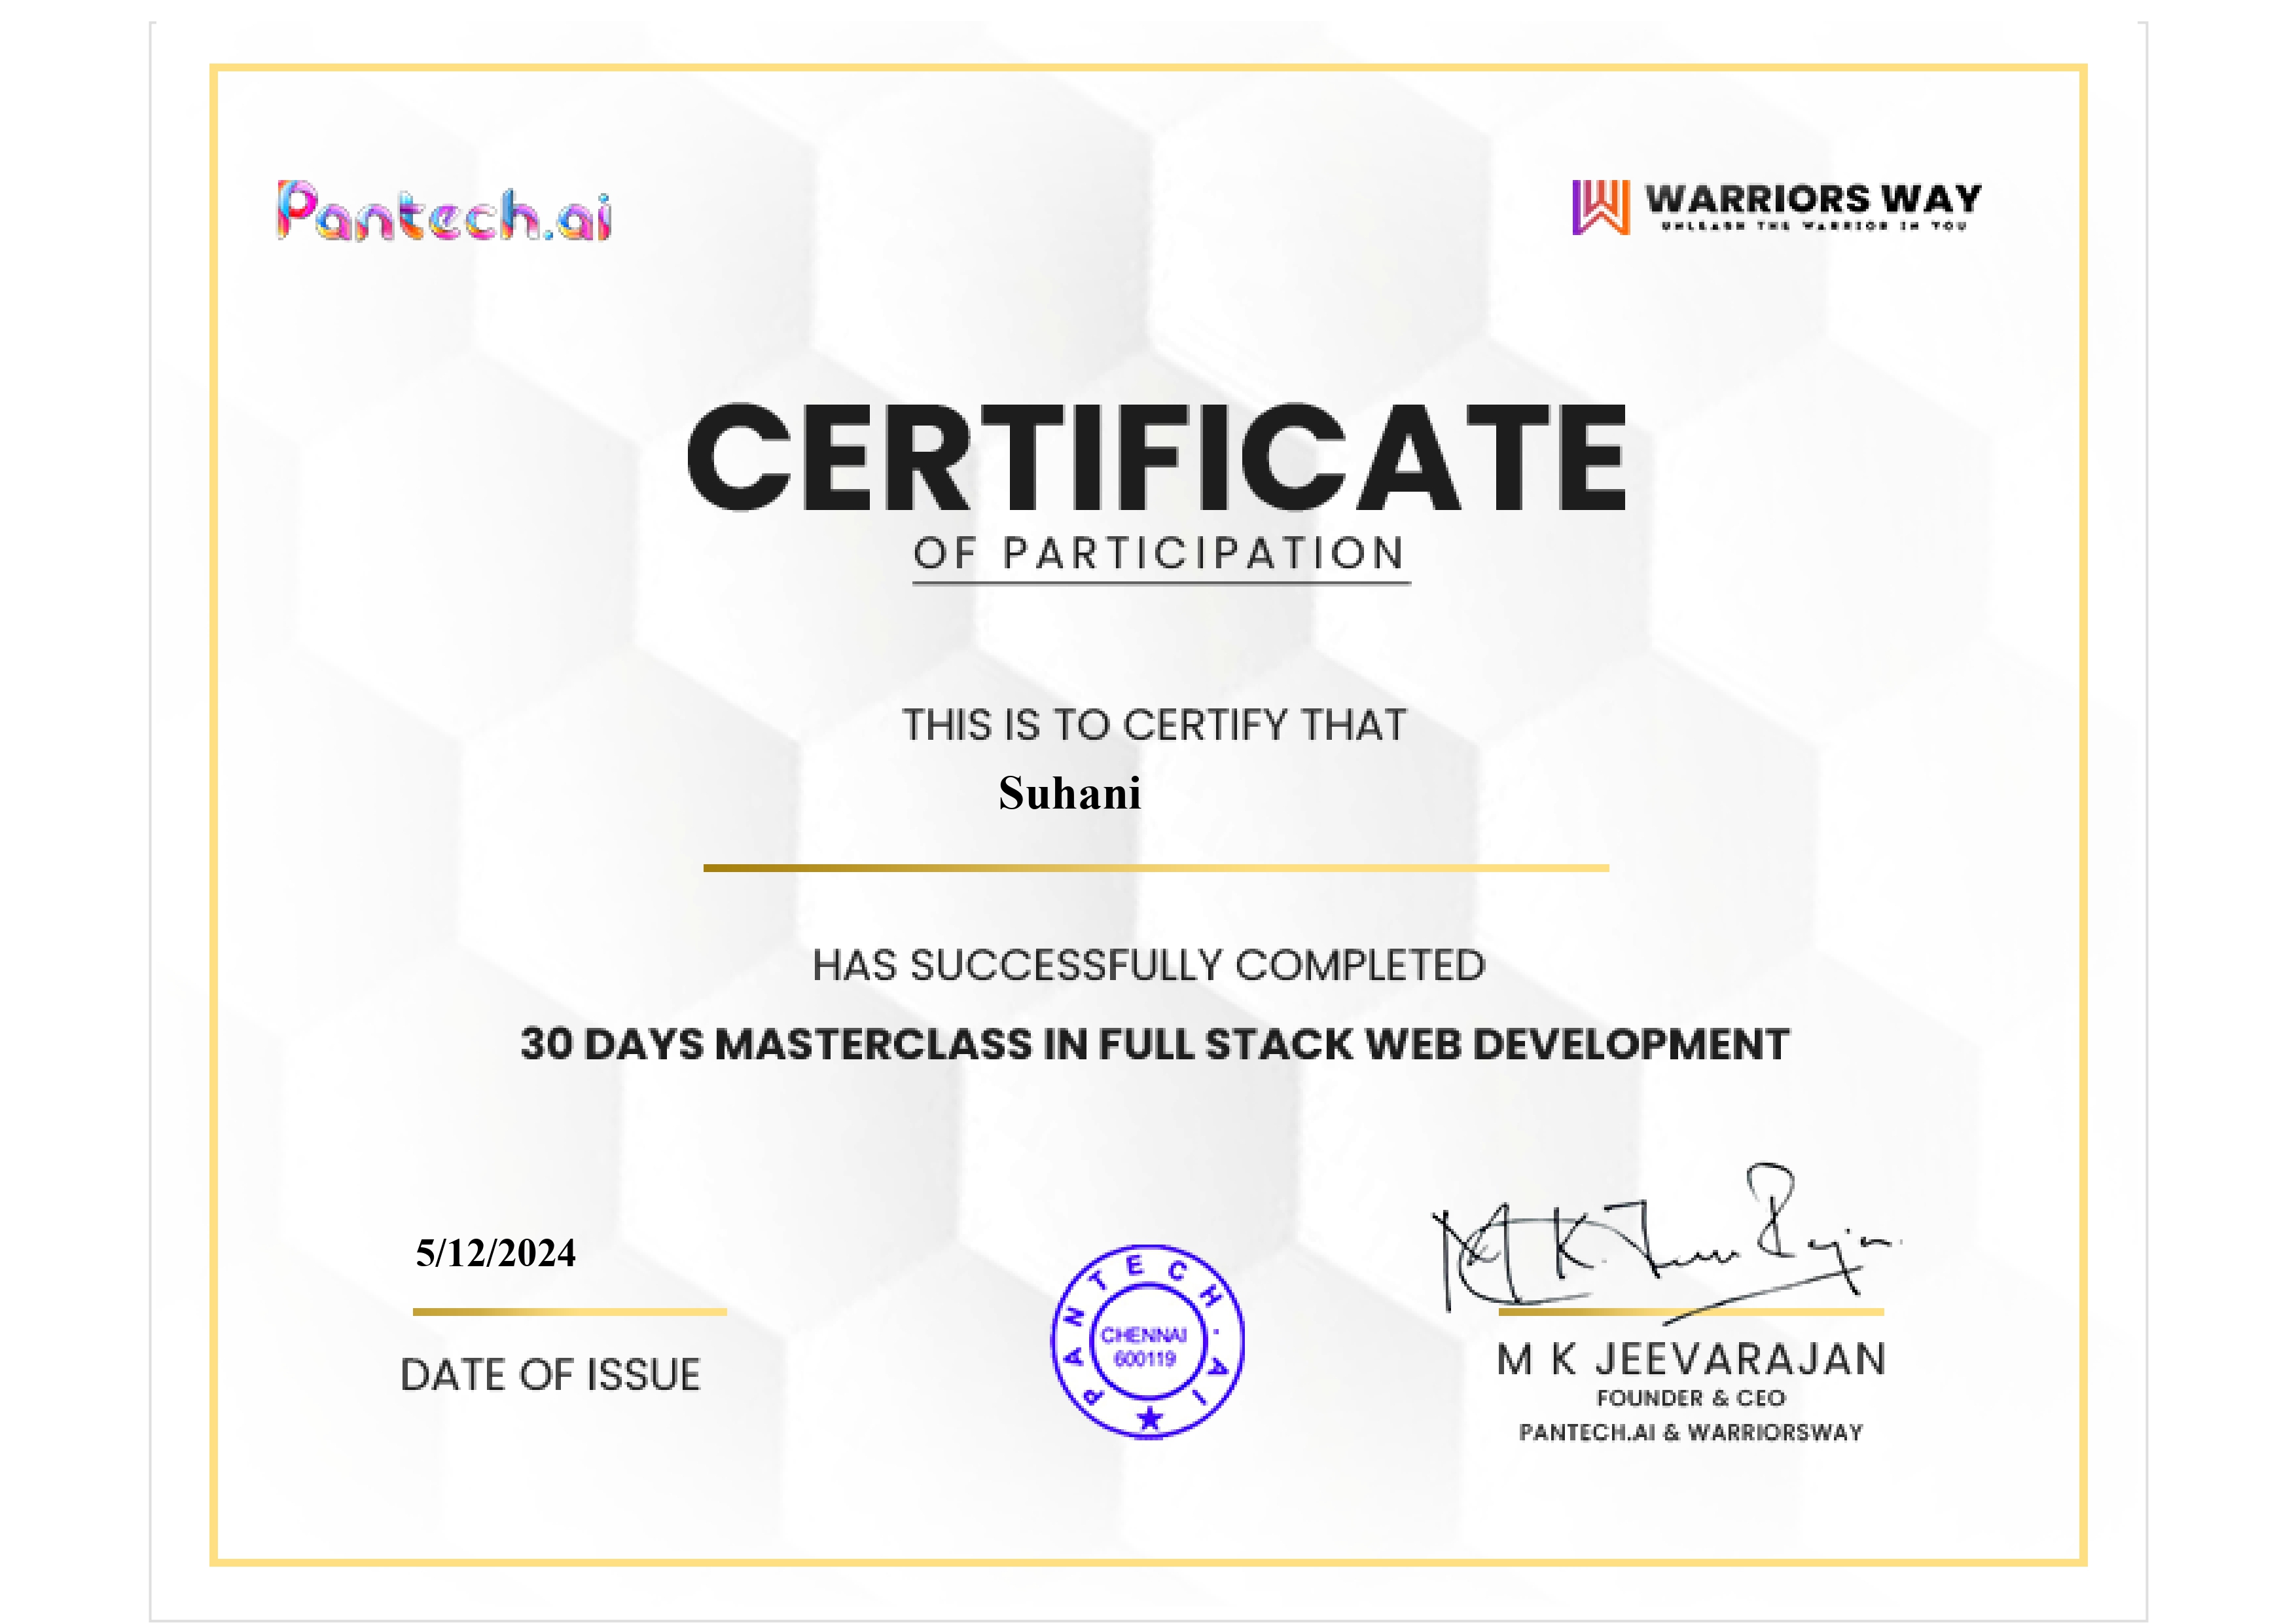 Pantech.ai
WARRIORS WAY
UNLEASH THE WARRIOR IN YOU
CERTIFICATE
OF PARTICIPATION
THIS IS TO CERTIFY THAT
Suhani
HAS SUCCESSFULLY COMPLETED
30 DAYS MASTERCLASS IN FULL STACK WEB DEVELOPMENT
5/12/2024
DATE OF ISSUE
PANTECH.AI
CHENNAI
600119
M K Jeeva Rajan
M K JEEVARAJAN
FOUNDER & CEO
PANTECH.AI & WARRIORSWAY